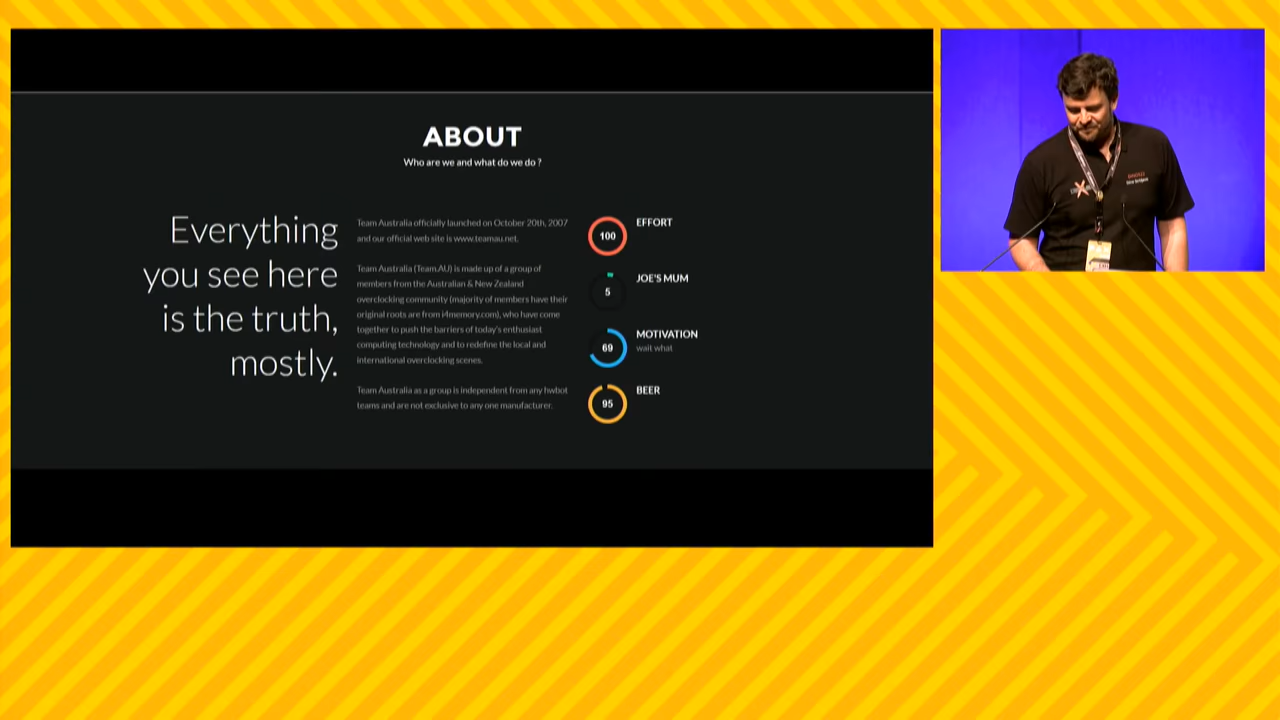 ABOUT
Who are we and what do we do ?
Everything
you see here
is the truth,
mostly.
Team Australia officially launched on October 20th, 2007
and our official web site is www.teamau.net.
Team Australia (Team.AU) is made up of a group of
members from the Australian & New Zealand
overclocking community (majority of members have their
original roots are from i4memory.com), who have come
together to push the barriers of today's enthusiast
computing technology and to redefine the local and
international overclocking scenes.
Team Australia as a group is independent from any hwbot
teams and are not exclusive to any one manufacturer.
100
EFFORT
5
JOE'S MUM
69
MOTIVATION
wait what
95
BEER